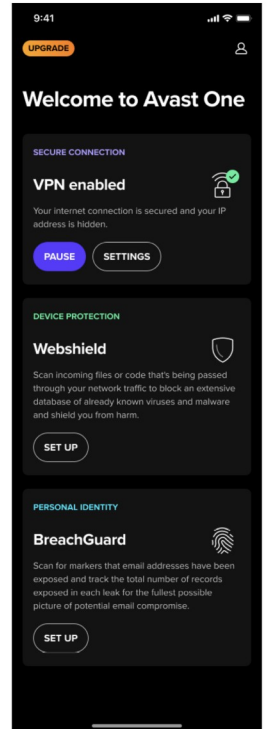 9:41
UPGRADE
Welcome to Avast One
SECURE CONNECTION
VPN enabled
Your internet connection is secured and your IP
address is hidden.
PAUSE SETTINGS
DEVICE PROTECTION
Webshield
Scan incoming files or code that's being passed
through your network traffic to block an extensive
database of already known viruses and malware
and shield you from harm.
SET UP
PERSONAL IDENTITY
BreachGuard
Scan for markers that email addresses have been
exposed and track the total number of records
exposed in each leak for the fullest possible
picture of potential email compromise.
SET UP